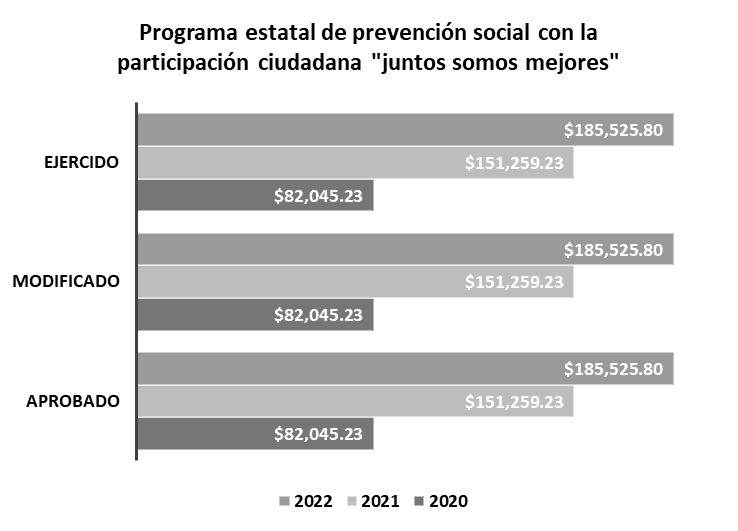 Programa estatal de prevención social con la
participación ciudadana "juntos somos mejores"
EJERCIDO
$185,525.80
$151,259.23
$82,045.23
MODIFICADO
$185,525.80
$151,259.23
$82,045.23
APROBADO
$185,525.80
$151,259.23
$82,045.23
2022 2021 2020